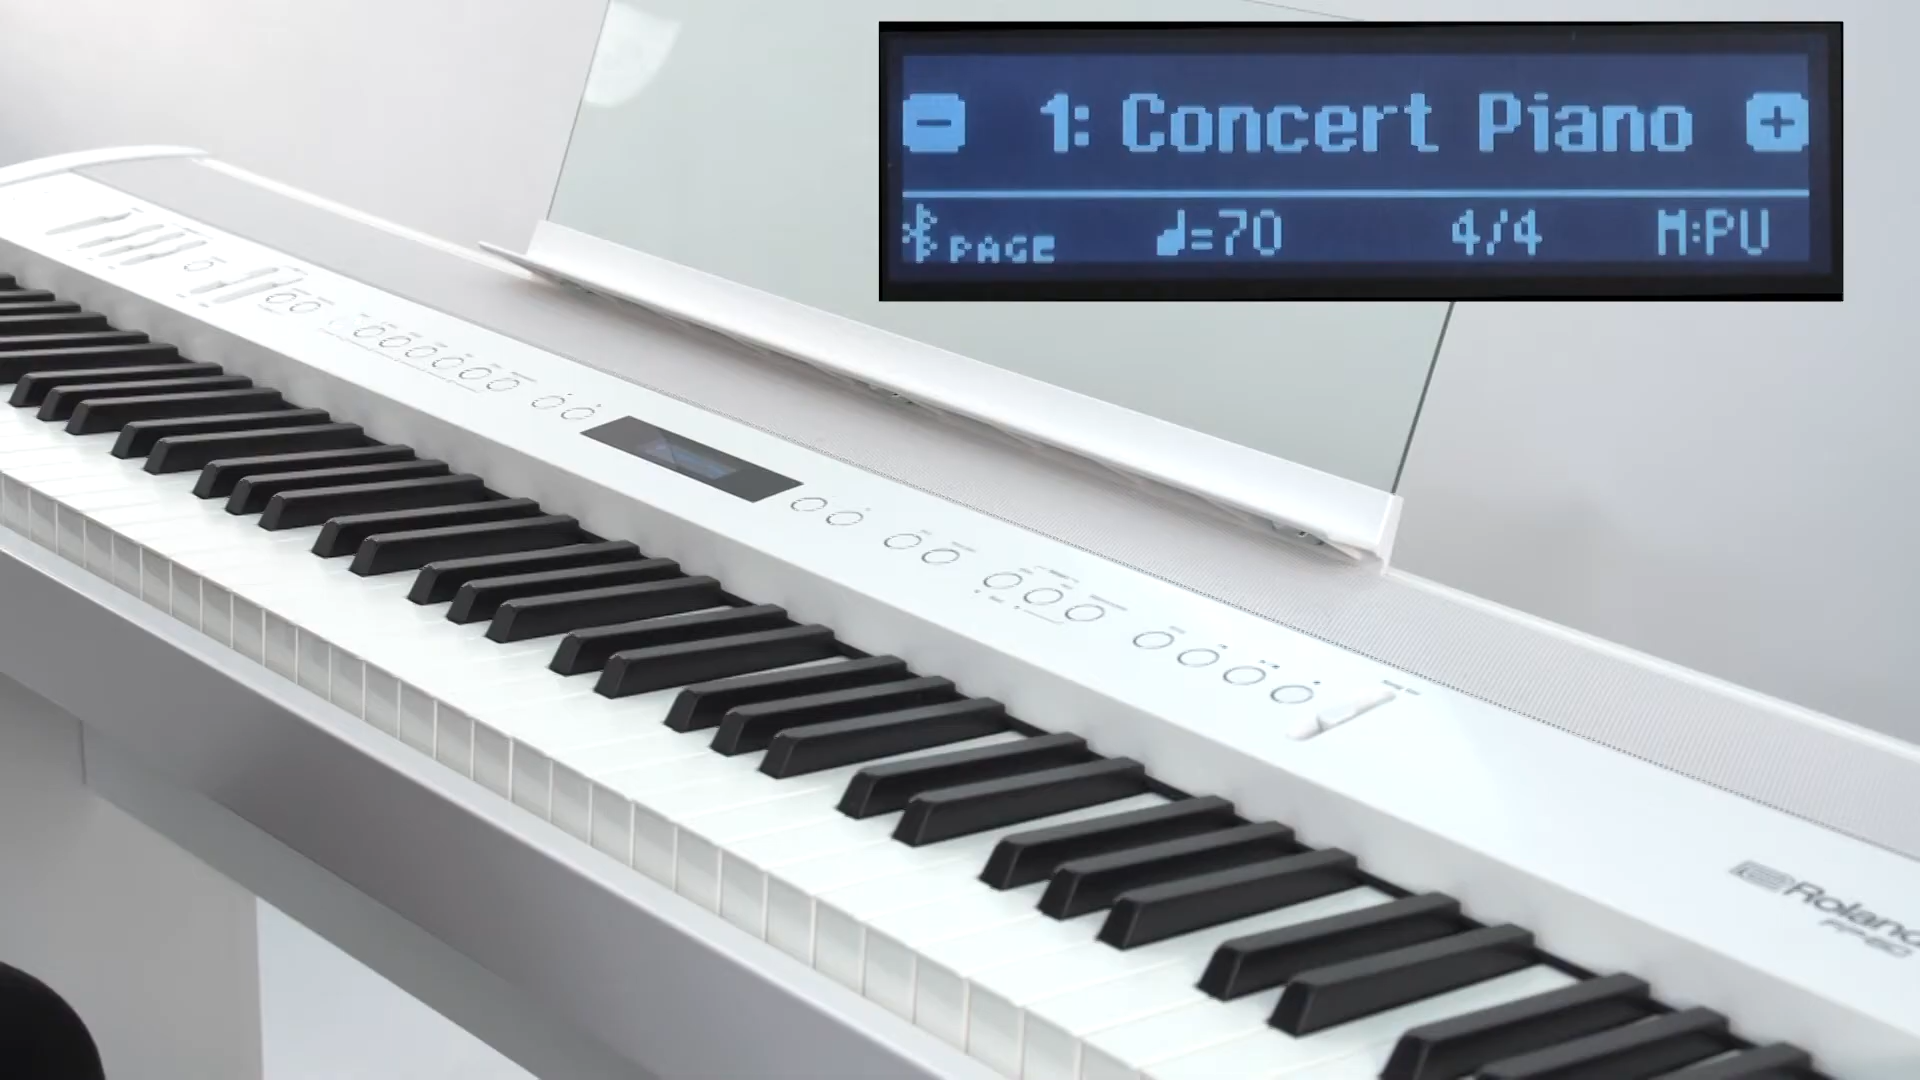 − 1: Concert Piano +
PAGE ♩=70 4/4 M:PU
Roland